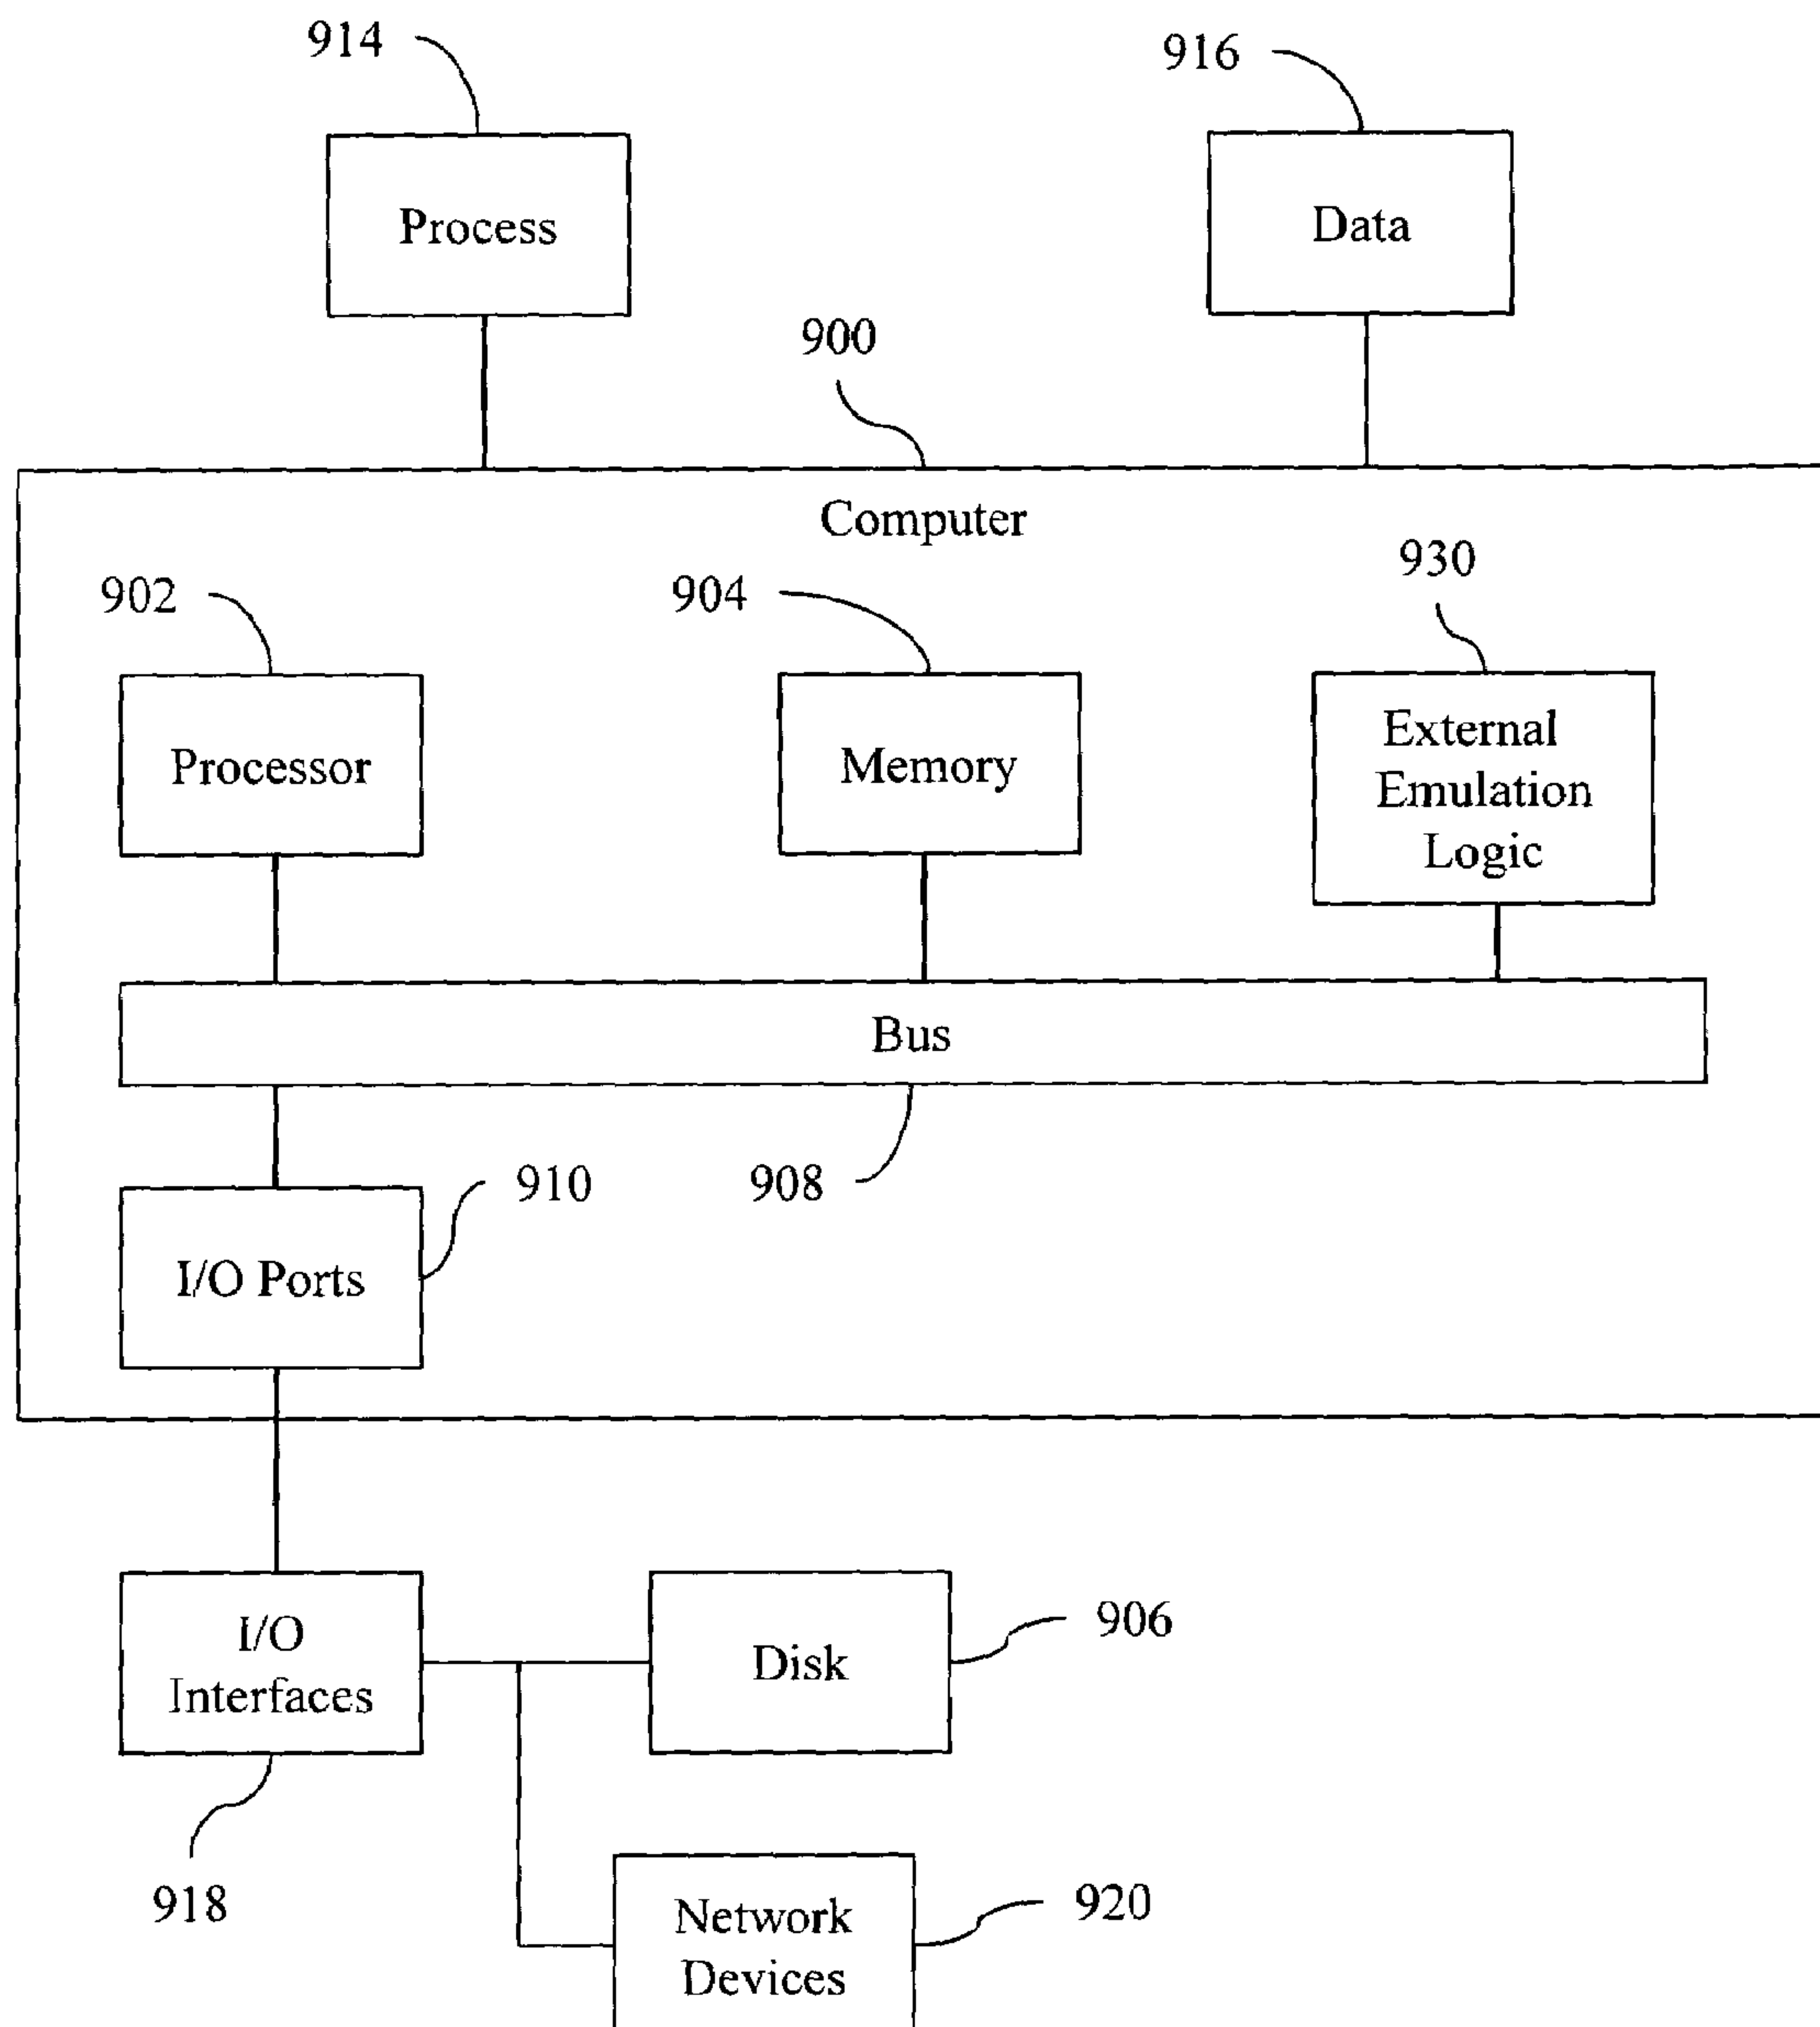 914
916
Process
Data
900
Computer
930
902
904
Processor
Memory
External
Emulation
Logic
Bus
910
908
I/O Ports
I/O
Interfaces
Disk
906
918
Network
Devices
920